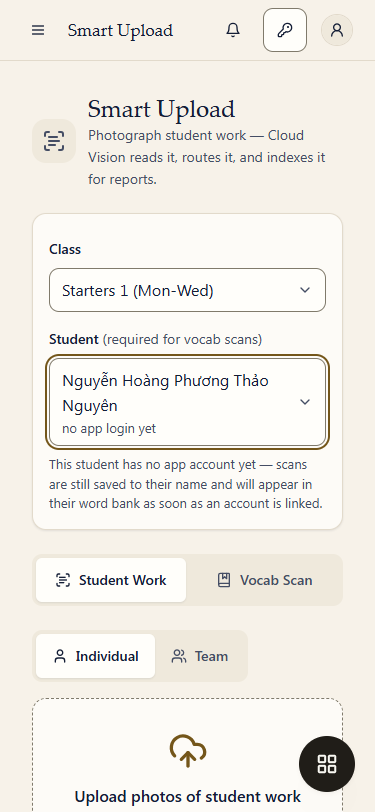 Smart Upload
Smart Upload
Photograph student work — Cloud
Vision reads it, routes it, and indexes it
for reports.
Class
Starters 1 (Mon-Wed)
Student (required for vocab scans)
Nguyễn Hoàng Phương Thảo
Nguyên
no app login yet
This student has no app account yet — scans
are still saved to their name and will appear in
their word bank as soon as an account is linked.
Student Work
Vocab Scan
Individual
Team
Upload photos of student work